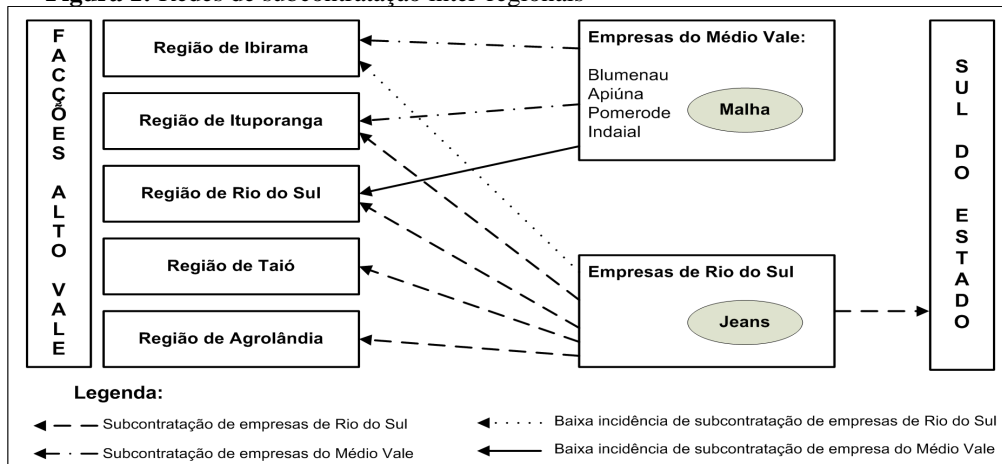 Figura 1: Redes de subcontratação inter-regionais
FACÇÕES ALTO VALE
Região de Ibirama
Região de Ituporanga
Região de Rio do Sul
Região de Taió
Região de Agrolândia
Empresas do Médio Vale:
Blumenau
Apiúna
Pomerode
Indaial
Malha
Empresas de Rio do Sul
Jeans
SUL DO ESTADO
Legenda:
Subcontratação de empresas de Rio do Sul
Subcontratação de empresas do Médio Vale
Baixa incidência de subcontratação de empresas de Rio do Sul
Baixa incidência de subcontratação de empresa do Médio Vale